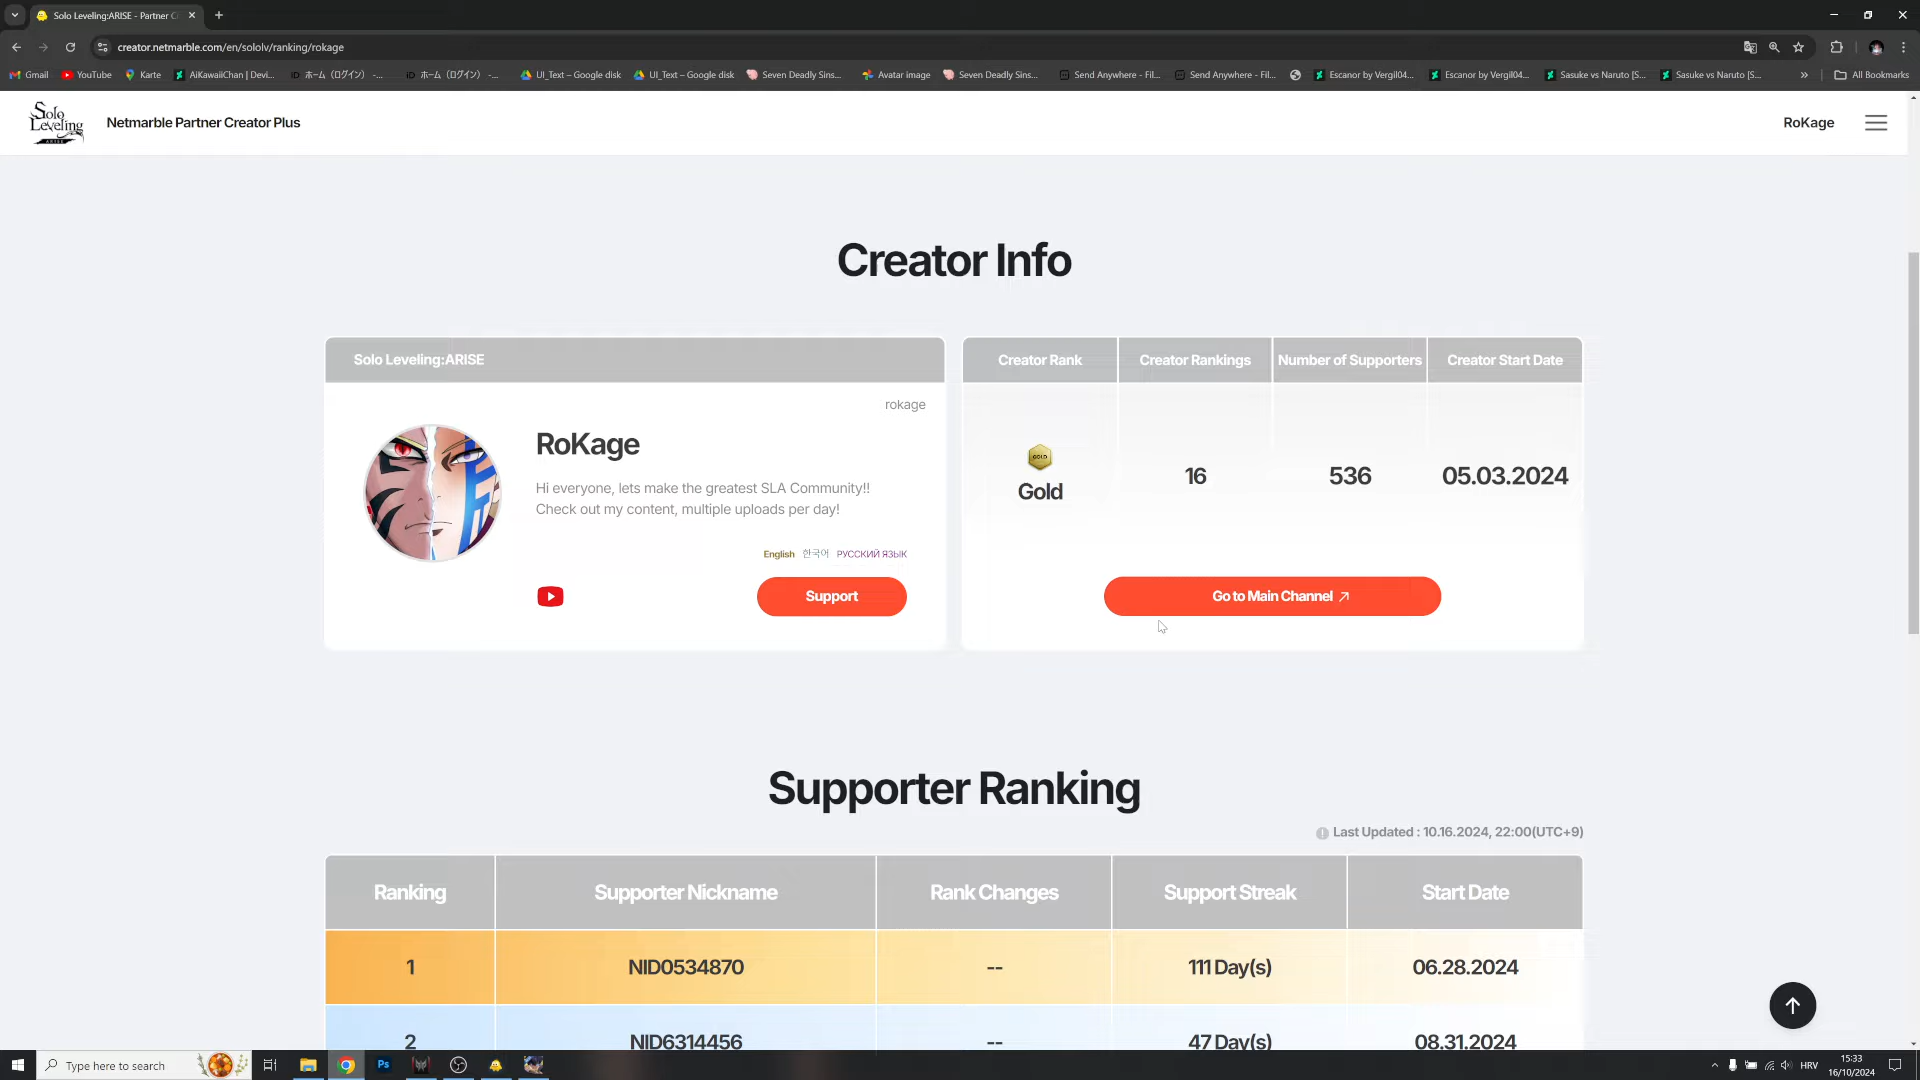 Solo Leveling:ARISE - Partner C
creator.netmarble.com/en/sololv/ranking/rokage
Gmail
YouTube
Karte
AiKawaiiChan | Devi...
ホーム（ログイン） -...
ホーム（ログイン） -...
UI_Text – Google disk
UI_Text – Google disk
Seven Deadly Sins...
Avatar image
Seven Deadly Sins...
Send Anywhere - Fil...
Send Anywhere - Fil...
Escanor by Vergil04...
Escanor by Vergil04...
Sasuke vs Naruto [S...
Sasuke vs Naruto [S...
All Bookmarks
Solo
Leveling
ARISE
Netmarble Partner Creator Plus
RoKage
Creator Info
Solo Leveling:ARISE
rokage
RoKage
Hi everyone, lets make the greatest SLA Community!!
Check out my content, multiple uploads per day!
English 한국어 РУССКИЙ ЯЗЫК
Support
Creator Rank Creator Rankings Number of Supporters Creator Start Date
GOLD
Gold 16 536 05.03.2024
Go to Main Channel
Supporter Ranking
Last Updated : 10.16.2024, 22:00(UTC+9)
Ranking Supporter Nickname Rank Changes Support Streak Start Date
1 NID0534870 -- 111 Day(s) 06.28.2024
2 NID6314456 -- 47 Day(s) 08.31.2024
Type here to search
Ps
HRV
15:33
16/10/2024